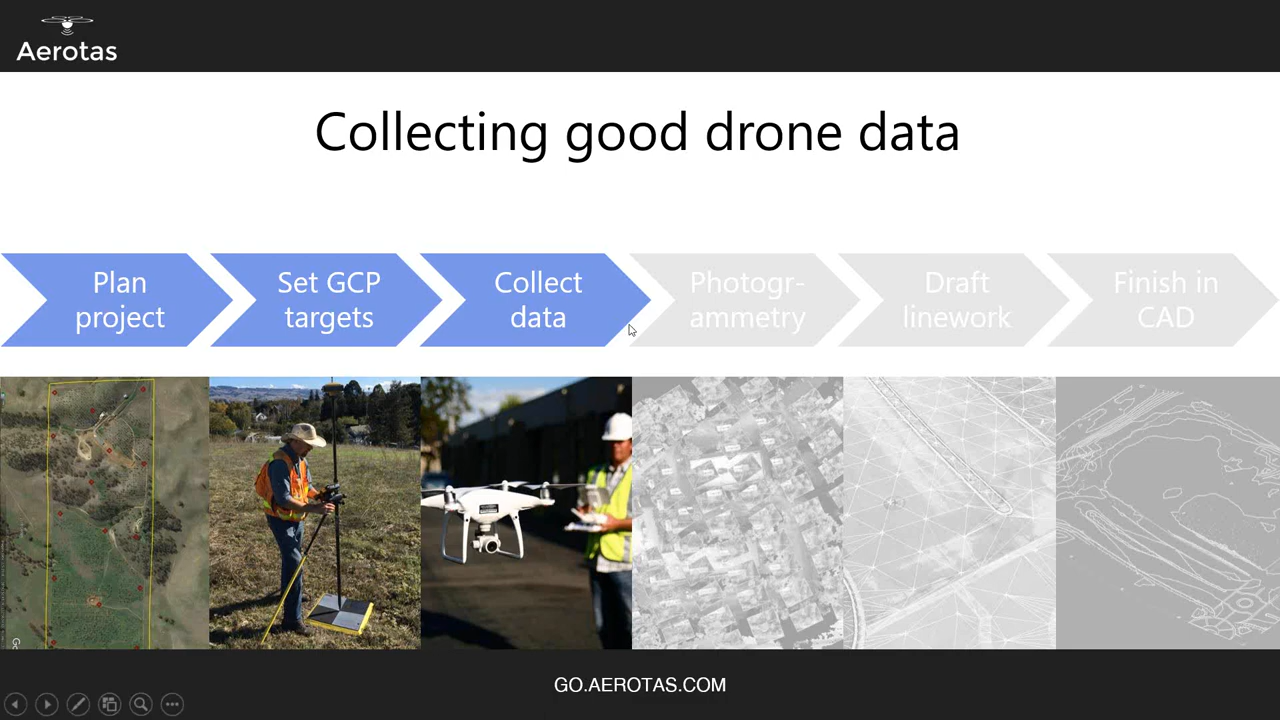 Aerotas
Collecting good drone data
Plan
project
Set GCP
targets
Collect
data
Photogr-
ammetry
Draft
linework
Finish in
CAD
GO.AEROTAS.COM